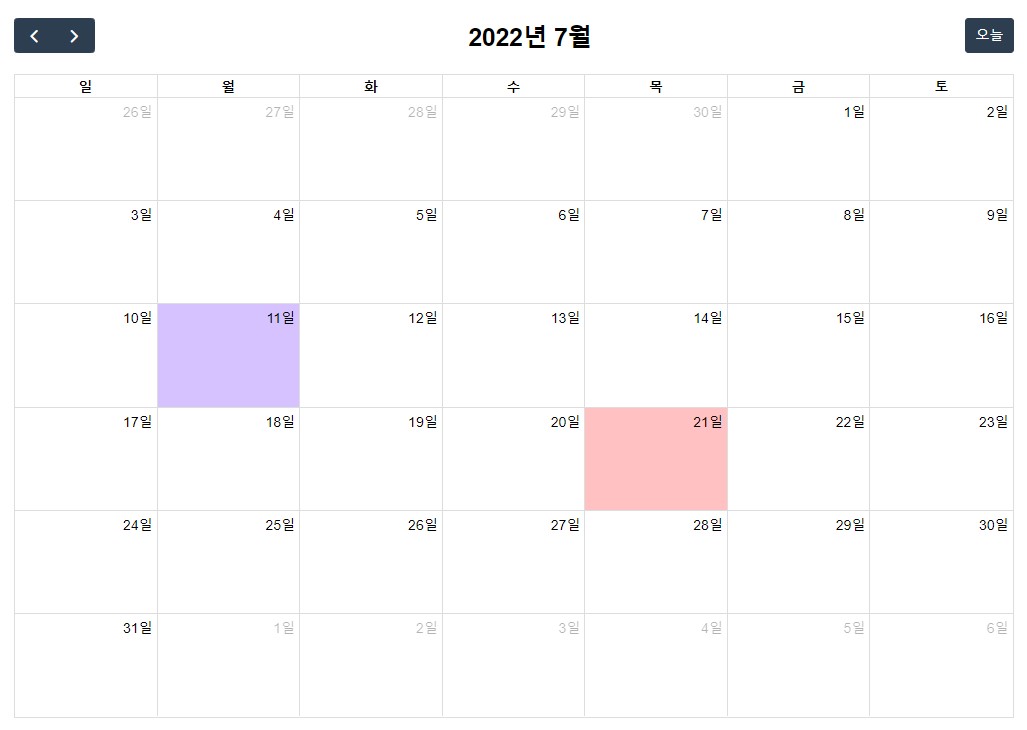 2022년 7월
오늘
일 월 화 수 목 금 토
26일 27일 28일 29일 30일 1일 2일
3일 4일 5일 6일 7일 8일 9일
10일 11일 12일 13일 14일 15일 16일
17일 18일 19일 20일 21일 22일 23일
24일 25일 26일 27일 28일 29일 30일
31일 1일 2일 3일 4일 5일 6일